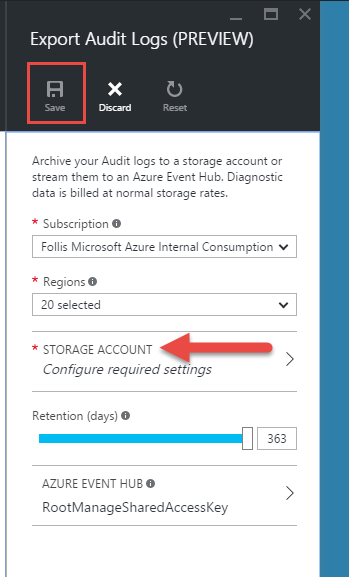 Export Audit Logs (PREVIEW)
Save Discard Reset
Archive your Audit logs to a storage account or
stream them to an Azure Event Hub. Diagnostic
data is billed at normal storage rates.
* Subscription
Follis Microsoft Azure Internal Consumption
* Regions
20 selected
* STORAGE ACCOUNT
Configure required settings
Retention (days)
363
AZURE EVENT HUB
RootManageSharedAccessKey